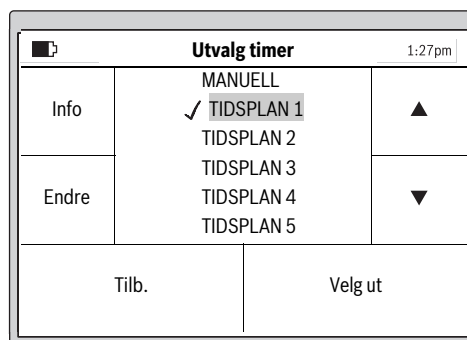 Utvalg timer 1:27pm
MANUELL
Info TIDSPLAN 1
TIDSPLAN 2
TIDSPLAN 3
Endre TIDSPLAN 4
TIDSPLAN 5
Tilb. Velg ut